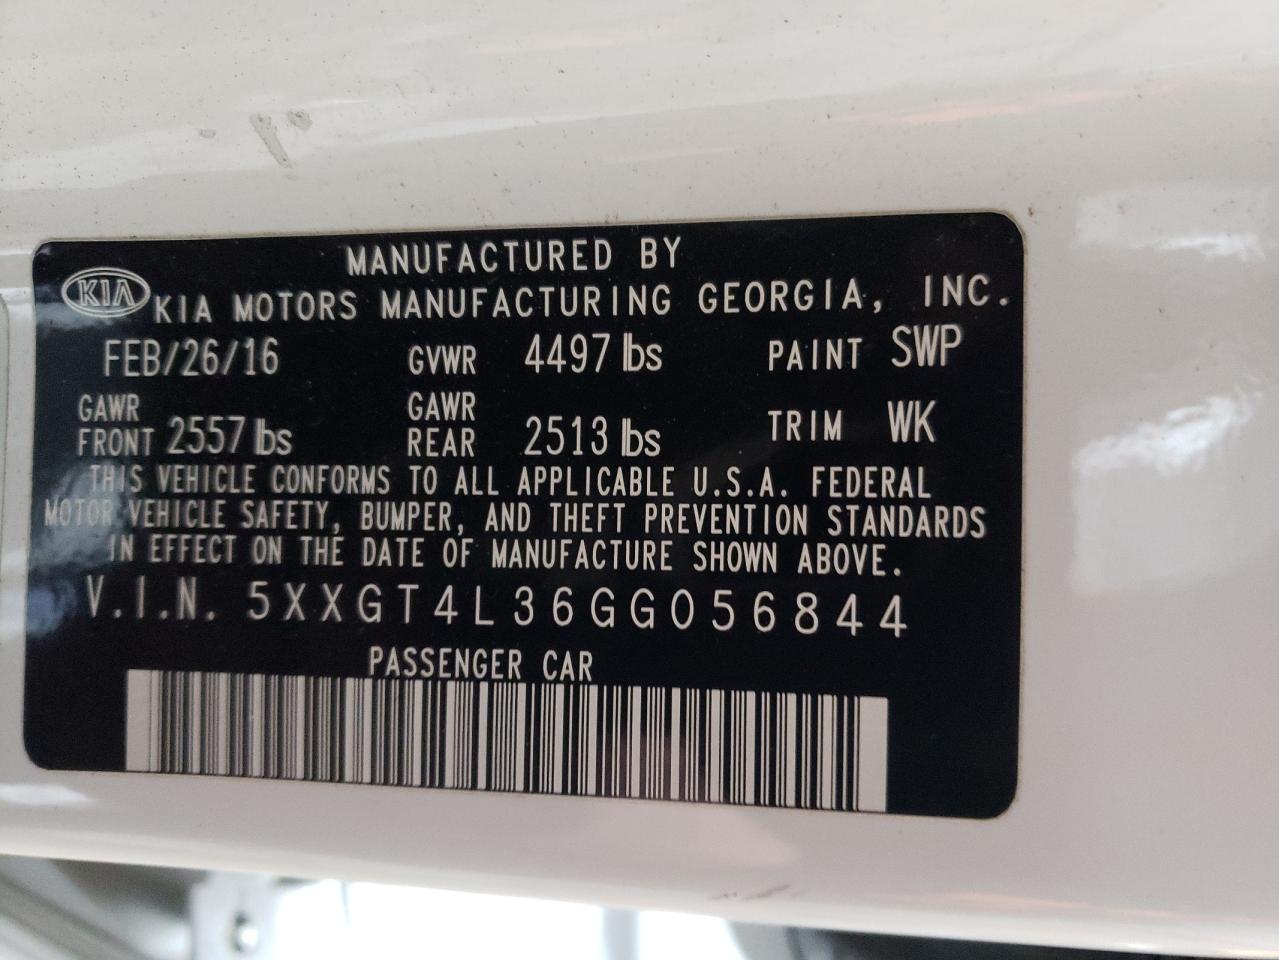 MANUFACTURED BY
KIA KIA MOTORS MANUFACTURING GEORGIA, INC.
FEB/26/16 GVWR 4497 lbs PAINT SWP
GAWR FRONT 2557 lbs GAWR REAR 2513 lbs TRIM WK
THIS VEHICLE CONFORMS TO ALL APPLICABLE U.S.A. FEDERAL
MOTOR VEHICLE SAFETY, BUMPER, AND THEFT PREVENTION STANDARDS
IN EFFECT ON THE DATE OF MANUFACTURE SHOWN ABOVE.
V.I.N. 5XXGT4L36GG056844
PASSENGER CAR